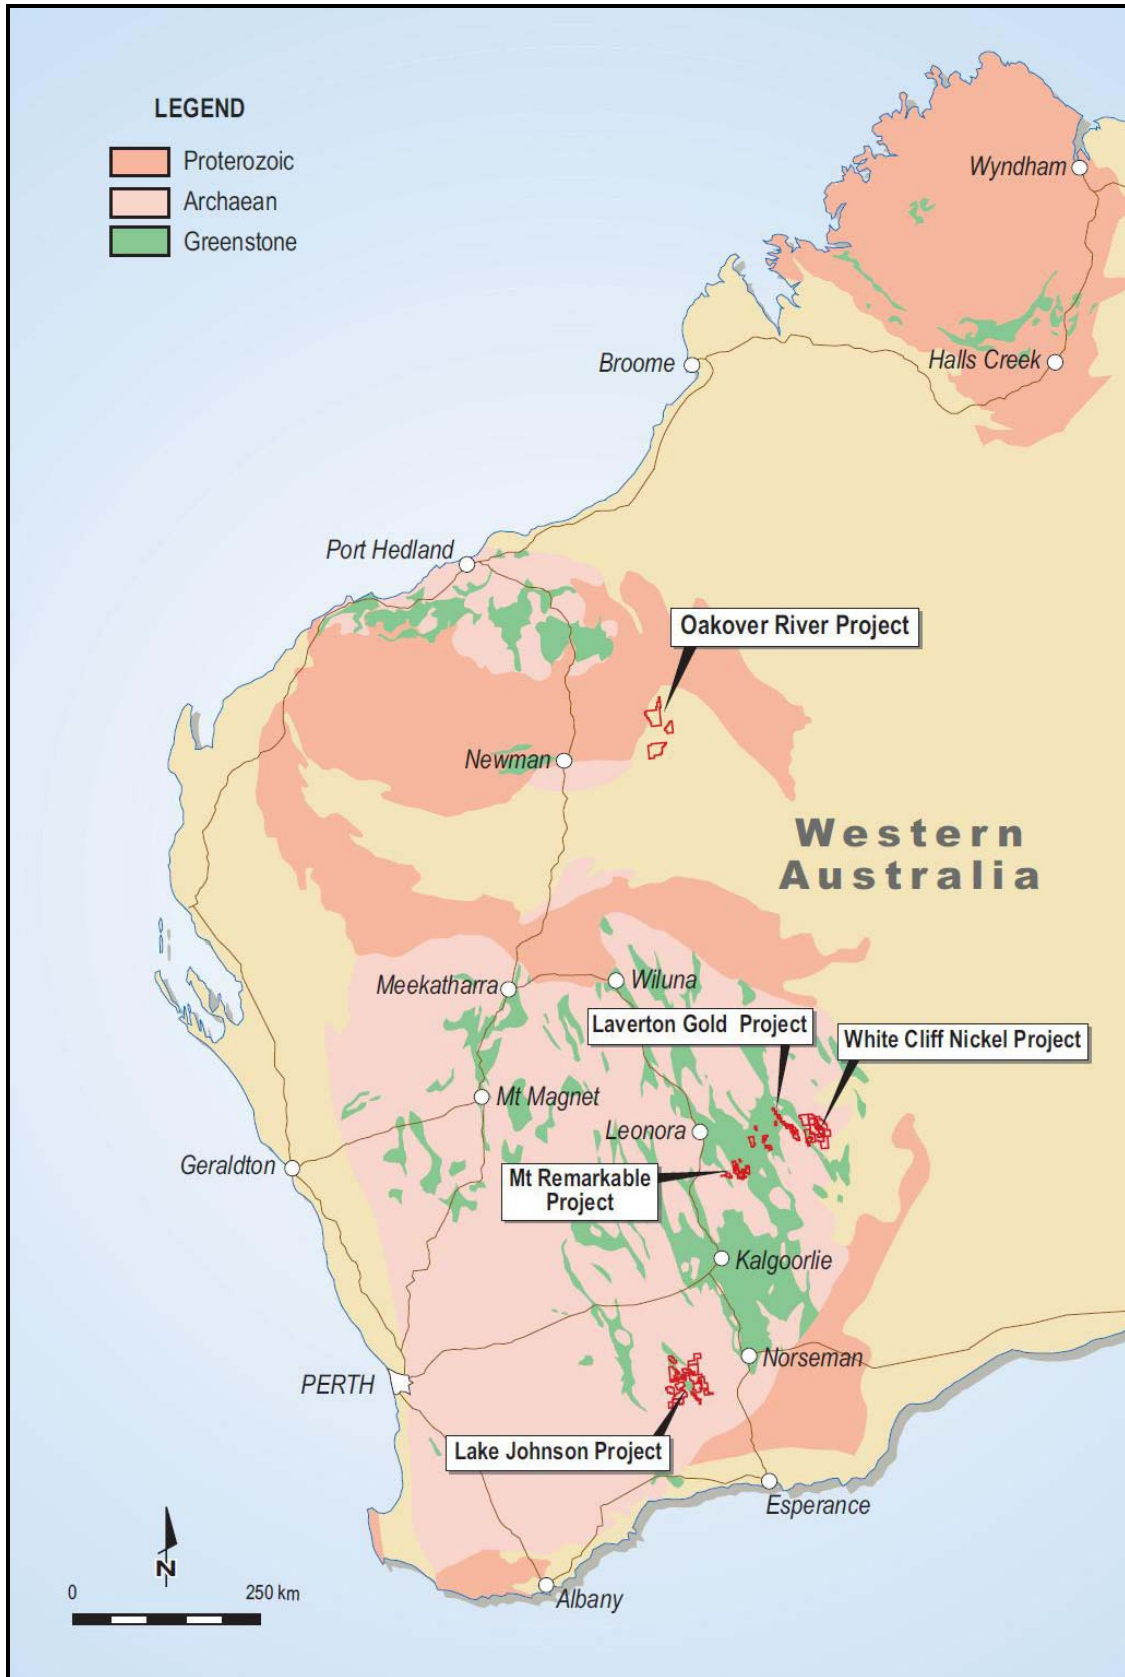 LEGEND
Proterozoic
Archaean
Greenstone
Wyndham
Broome
Halls Creek
Port Hedland
Oakover River Project
Newman
Western
Australia
Meekatharra
Wiluna
Laverton Gold Project
White Cliff Nickel Project
Mt Magnet
Leonora
Geraldton
Mt Remarkable
Project
Kalgoorlie
Norseman
PERTH
Lake Johnson Project
Esperance
N
0 250 km
Albany